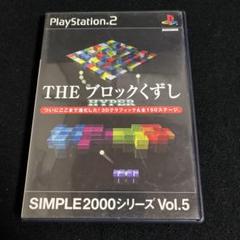 PlayStation.2
THE ブロックくずし
HYPER
ついにここまで進化した!3Dグラフィック&全150ステージ。
SIMPLE2000シリーズ Vol.5